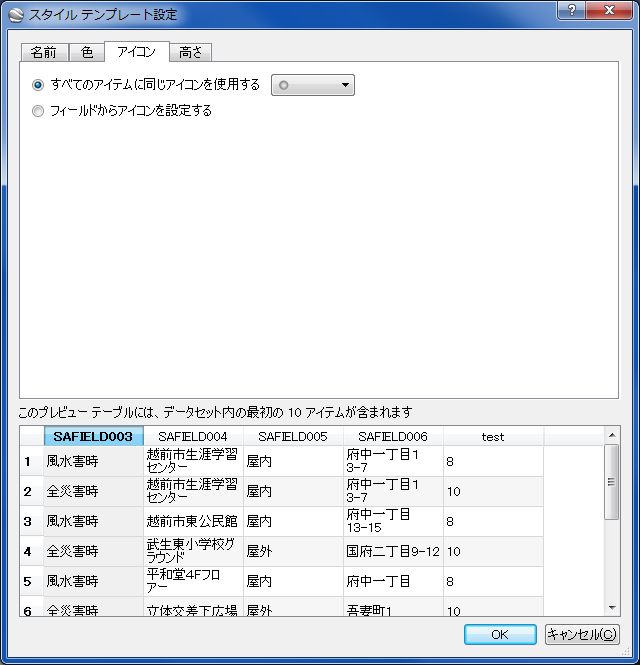 スタイル テンプレート設定
名前 色 アイコン 高さ
すべてのアイテムに同じアイコンを使用する
フィールドからアイコンを設定する
このプレビュー テーブルには、データセット内の最初の 10 アイテムが含まれます
SAFIELD003 SAFIELD004 SAFIELD005 SAFIELD006 test
1 風水害時 越前市生涯学習センター 屋内 府中一丁目13-7 8
2 全災害時 越前市生涯学習センター 屋内 府中一丁目13-7 10
3 風水害時 越前市東公民館 屋内 府中一丁目13-15 8
4 全災害時 武生東小学校グラウンド 屋外 国府二丁目9-12 10
5 風水害時 平和堂4Fフロアー 屋内 府中一丁目 8
6 全災害時 立体交差下広場 屋外 吾妻町1 10
OK キャンセル(C)